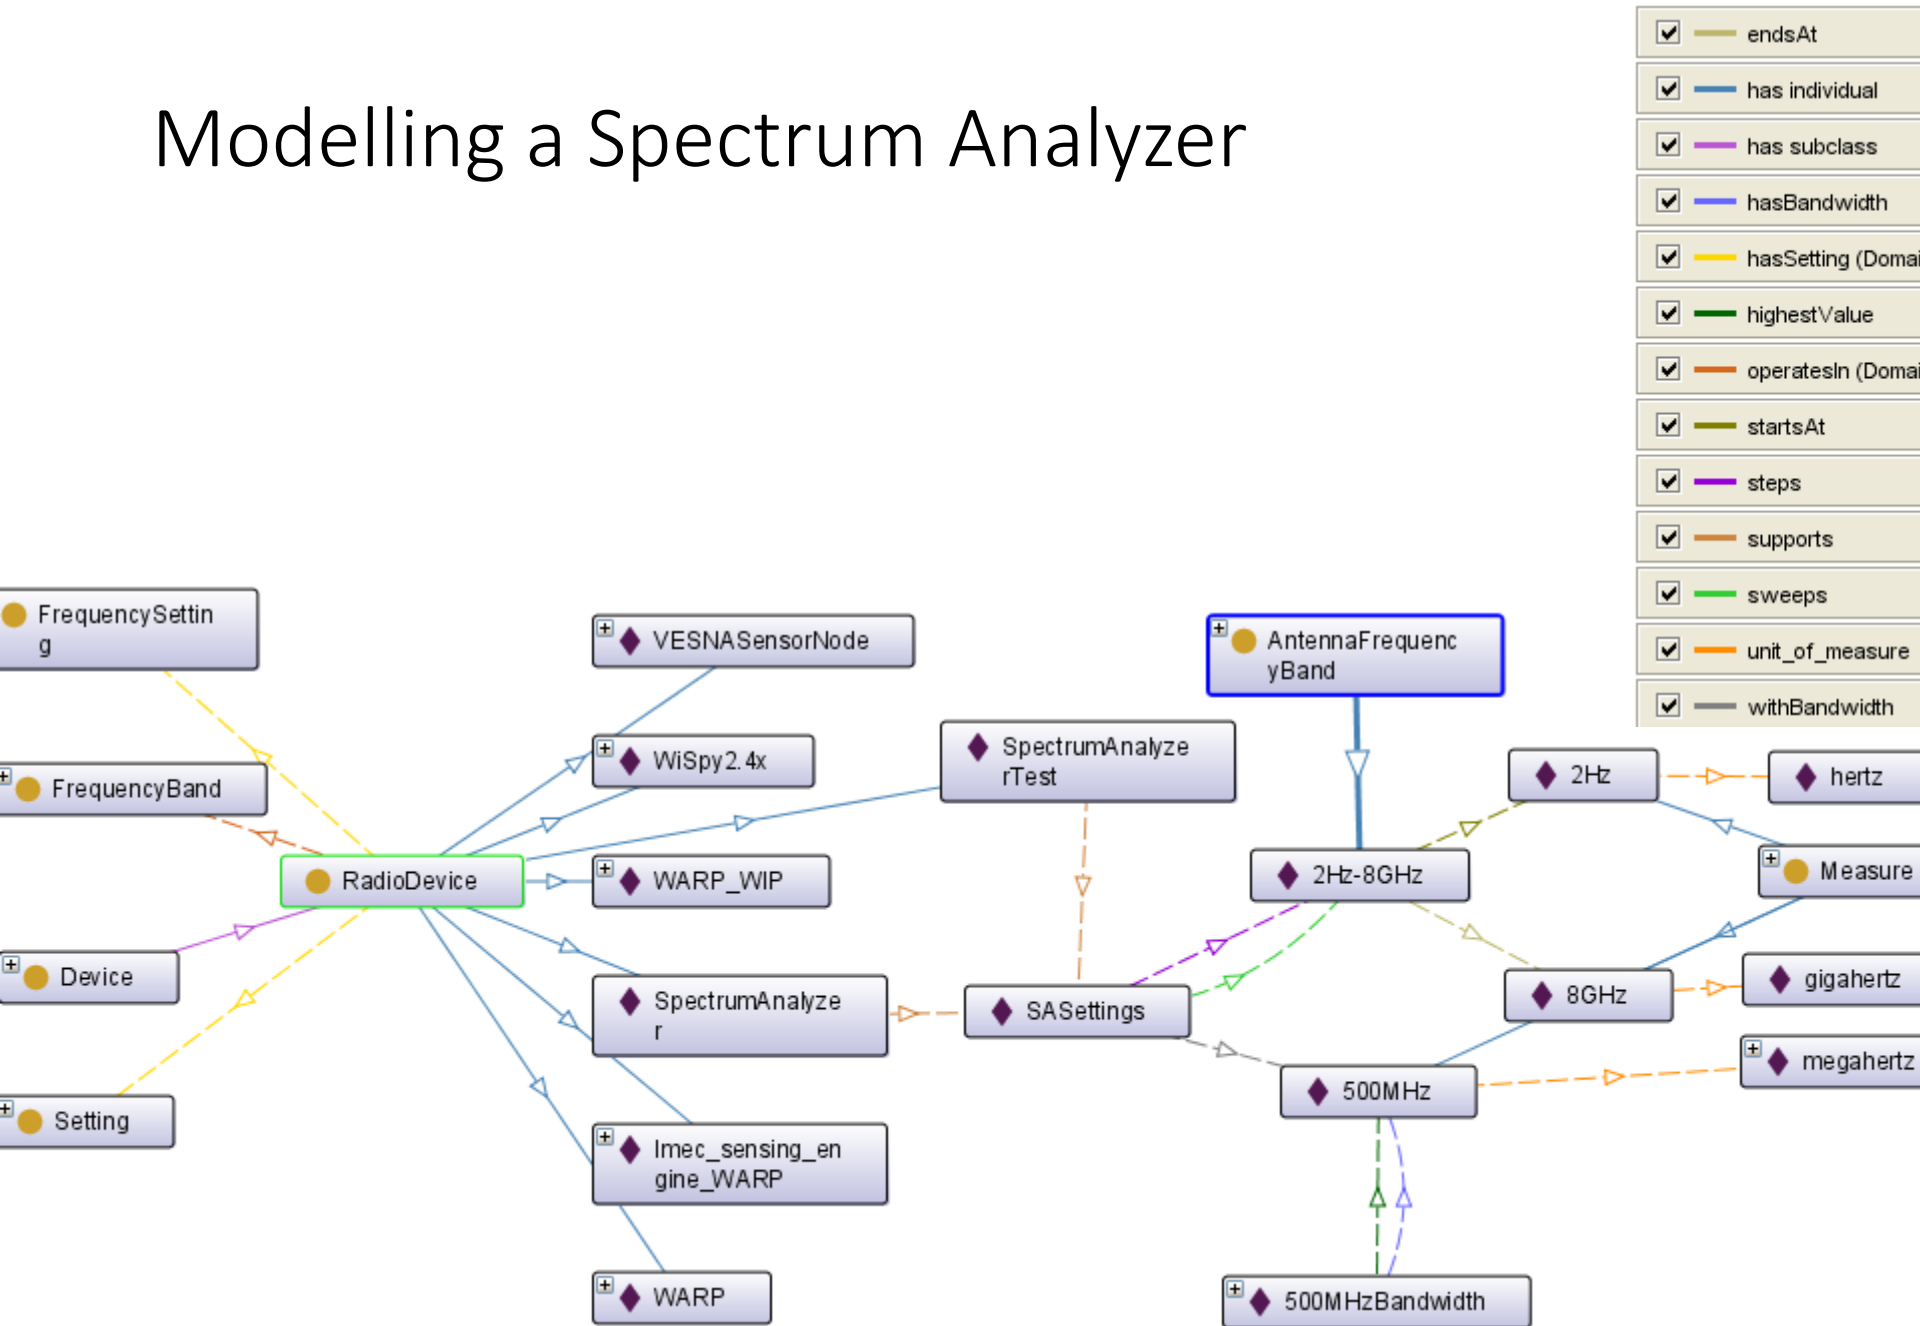 Modelling a Spectrum Analyzer
endsAt
has individual
has subclass
hasBandwidth
hasSetting (Domai
highestValue
operatesIn (Domai
startsAt
steps
supports
sweeps
unit_of_measure
withBandwidth
FrequencySettin
g
FrequencyBand
RadioDevice
Device
Setting
VESNASensorNode
WiSpy2.4x
SpectrumAnalyze
rTest
WARP_WIP
SpectrumAnalyze
r
Imec_sensing_en
gine_WARP
WARP
AntennaFrequenc
yBand
2Hz-8GHz
SASettings
500MHz
500MHzBandwidth
2Hz
hertz
Measure
8GHz
gigahertz
megahertz